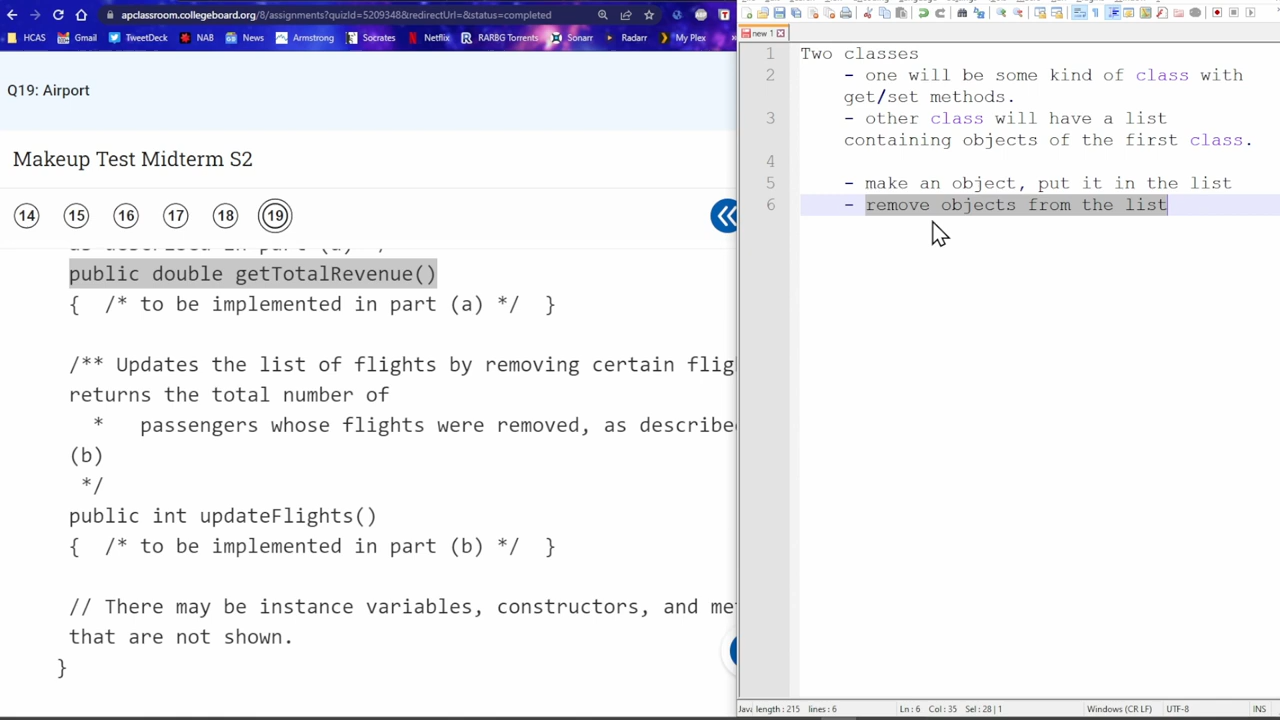 apclassroom.collegeboard.org/8/assignments?quizId=5209348&redirectUrl=&status=completed
HCAS Gmail TweetDeck NAB News Armstrong Socrates Netflix RARBG Torrents Sonarr Radarr My Plex
Q19: Airport
Makeup Test Midterm S2
14 15 16 17 18 19
as described in part (a) */
public double getTotalRevenue()
{ /* to be implemented in part (a) */ }
/** Updates the list of flights by removing certain flig
returns the total number of
* passengers whose flights were removed, as describe
(b)
*/
public int updateFlights()
{ /* to be implemented in part (b) */ }
// There may be instance variables, constructors, and me
that are not shown.
}
new 1
1 Two classes
2 - one will be some kind of class with
get/set methods.
3 - other class will have a list
containing objects of the first class.
4
5 - make an object, put it in the list
6 - remove objects from the list
Java length : 215 lines : 6 Ln : 6 Col : 35 Sel : 28 | 1 Windows (CR LF) UTF-8 INS